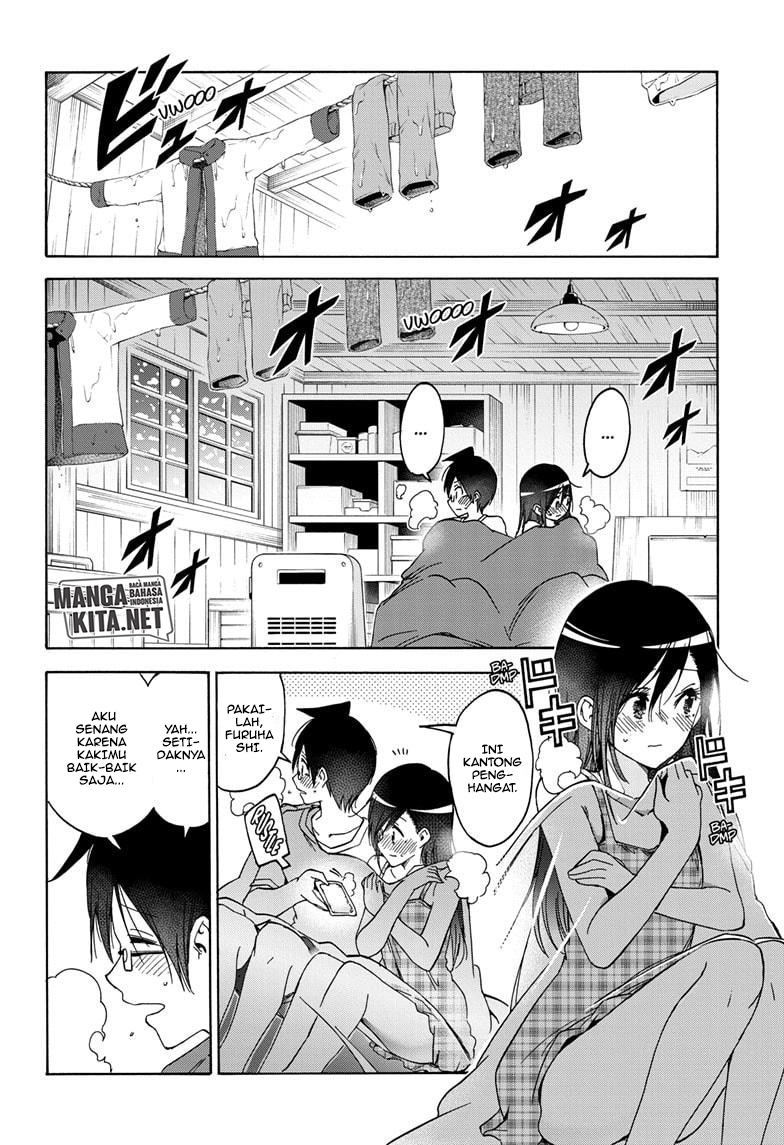 ビュオ
VWOOO
オ
オ
オ
オ
VWOOOO
オ
オ
オ
...
...
MANGA
KITA.NET
BACA MANGA
BAHASA
INDONESIA
BA-
DMP
ドキ
INI
KANTONG
PENG-
HANGAT.
ドキ
BA-
DMP
PAKAI-
LAH,
FURUHA
SHI.
RUSTLE
YAH...
SETI-
DAKNYA
...
AKU
SENANG
KARENA
KAKIMU
BAIK-BAIK
SAJA...